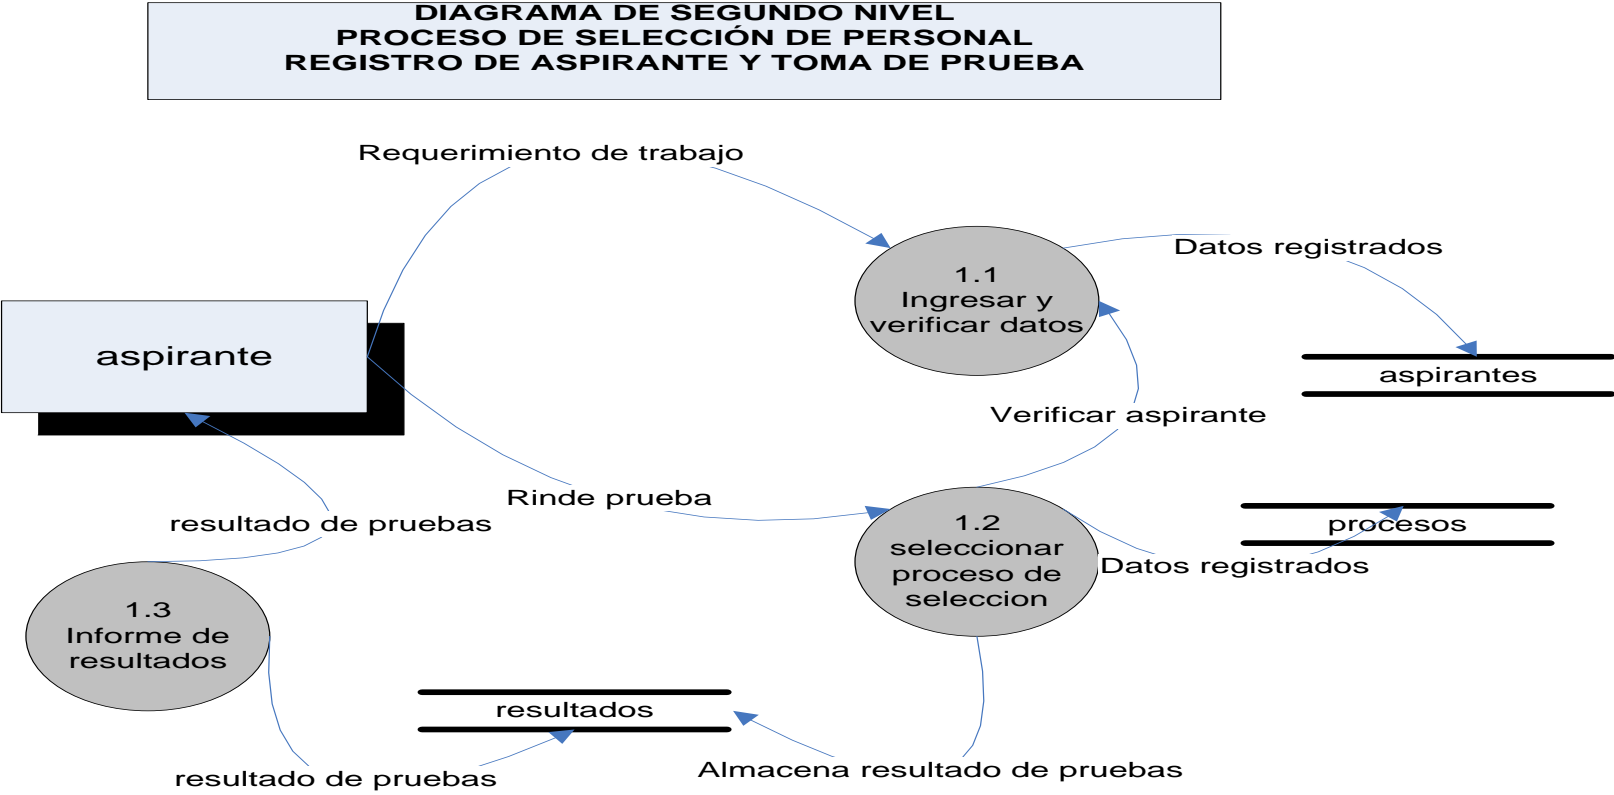 DIAGRAMA DE SEGUNDO NIVEL
PROCESO DE SELECCIÓN DE PERSONAL
REGISTRO DE ASPIRANTE Y TOMA DE PRUEBA
Requerimiento de trabajo
Datos registrados
1.1
Ingresar y
verificar datos
aspirante
aspirantes
Verificar aspirante
Rinde prueba
resultado de pruebas
1.2
seleccionar
proceso de
seleccion
procesos
Datos registrados
1.3
Informe de
resultados
resultados
Almacena resultado de pruebas
resultado de pruebas